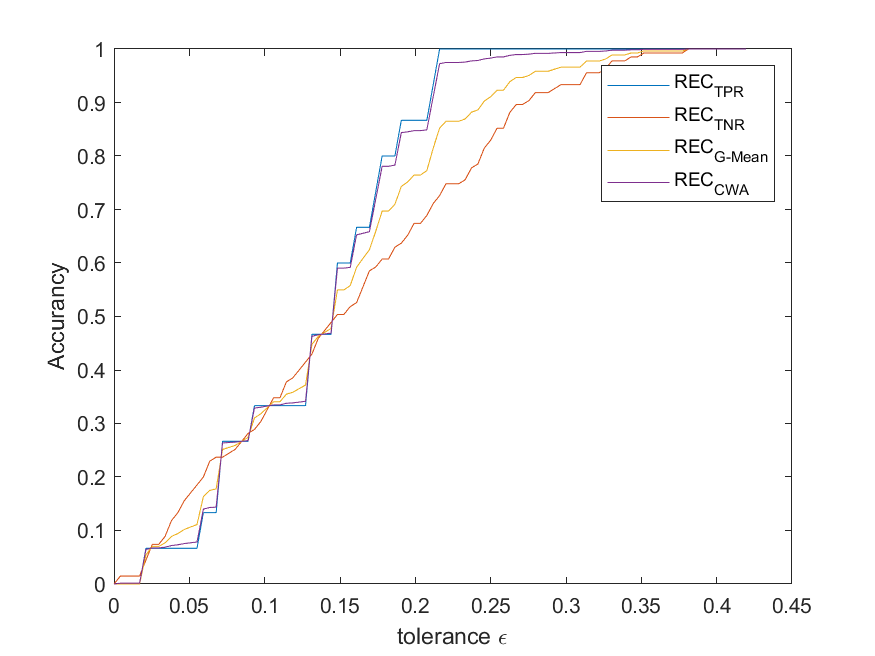 1
0.9
0.8
0.7
0.6
0.5
0.4
0.3
0.2
0.1
0
Accurancy
0 0.05 0.1 0.15 0.2 0.25 0.3 0.35 0.4 0.45
tolerance ϵ
REC_TPR
REC_TNR
REC_G-Mean
REC_CWA